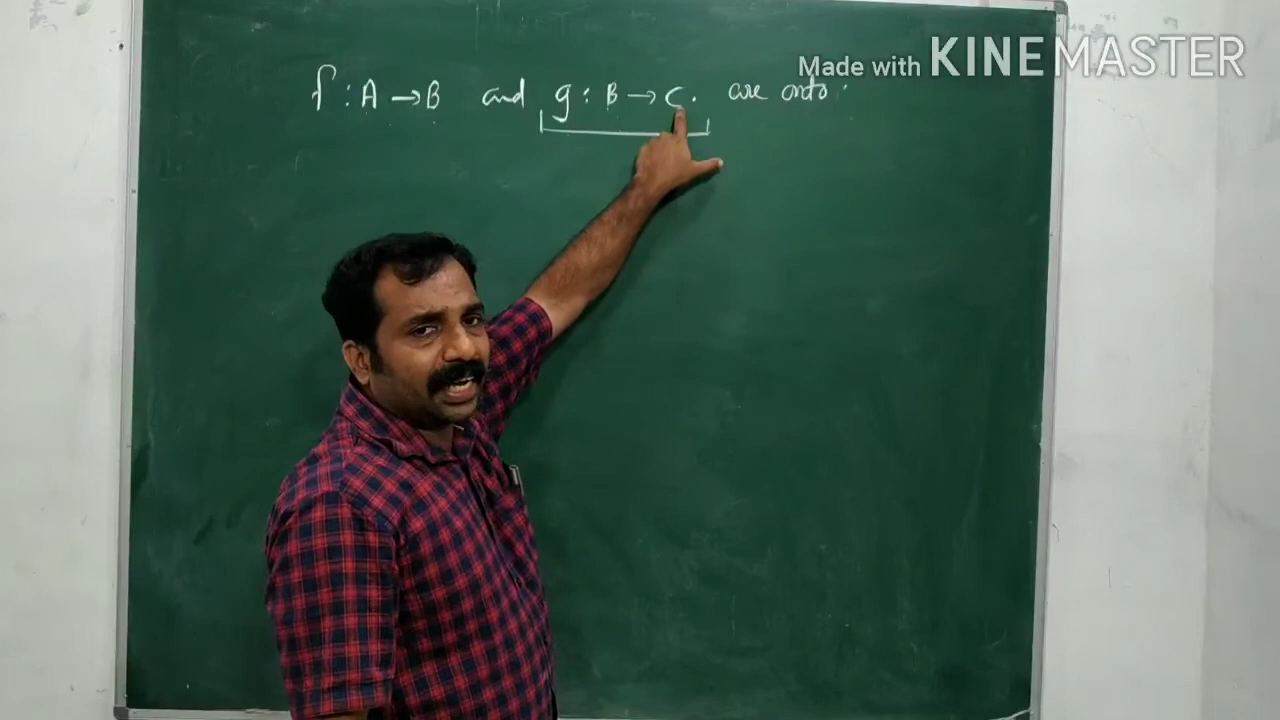 Made with KINEMASTER
f : A → B and g : B → C. are onto.